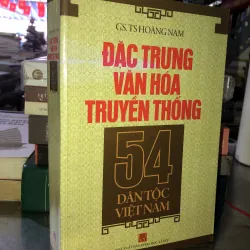 GS.TS HOÀNG NAM
ĐẶC TRƯNG
VĂN HÓA
TRUYỀN THỐNG
54
DÂN TỘC
VIỆT NAM